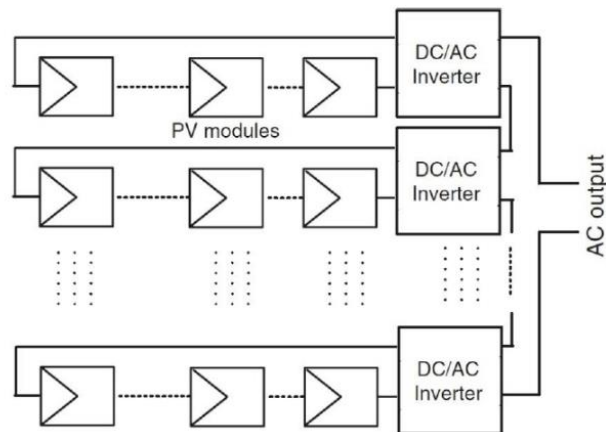 DC/AC
Inverter
PV modules
DC/AC
Inverter
AC output
DC/AC
Inverter